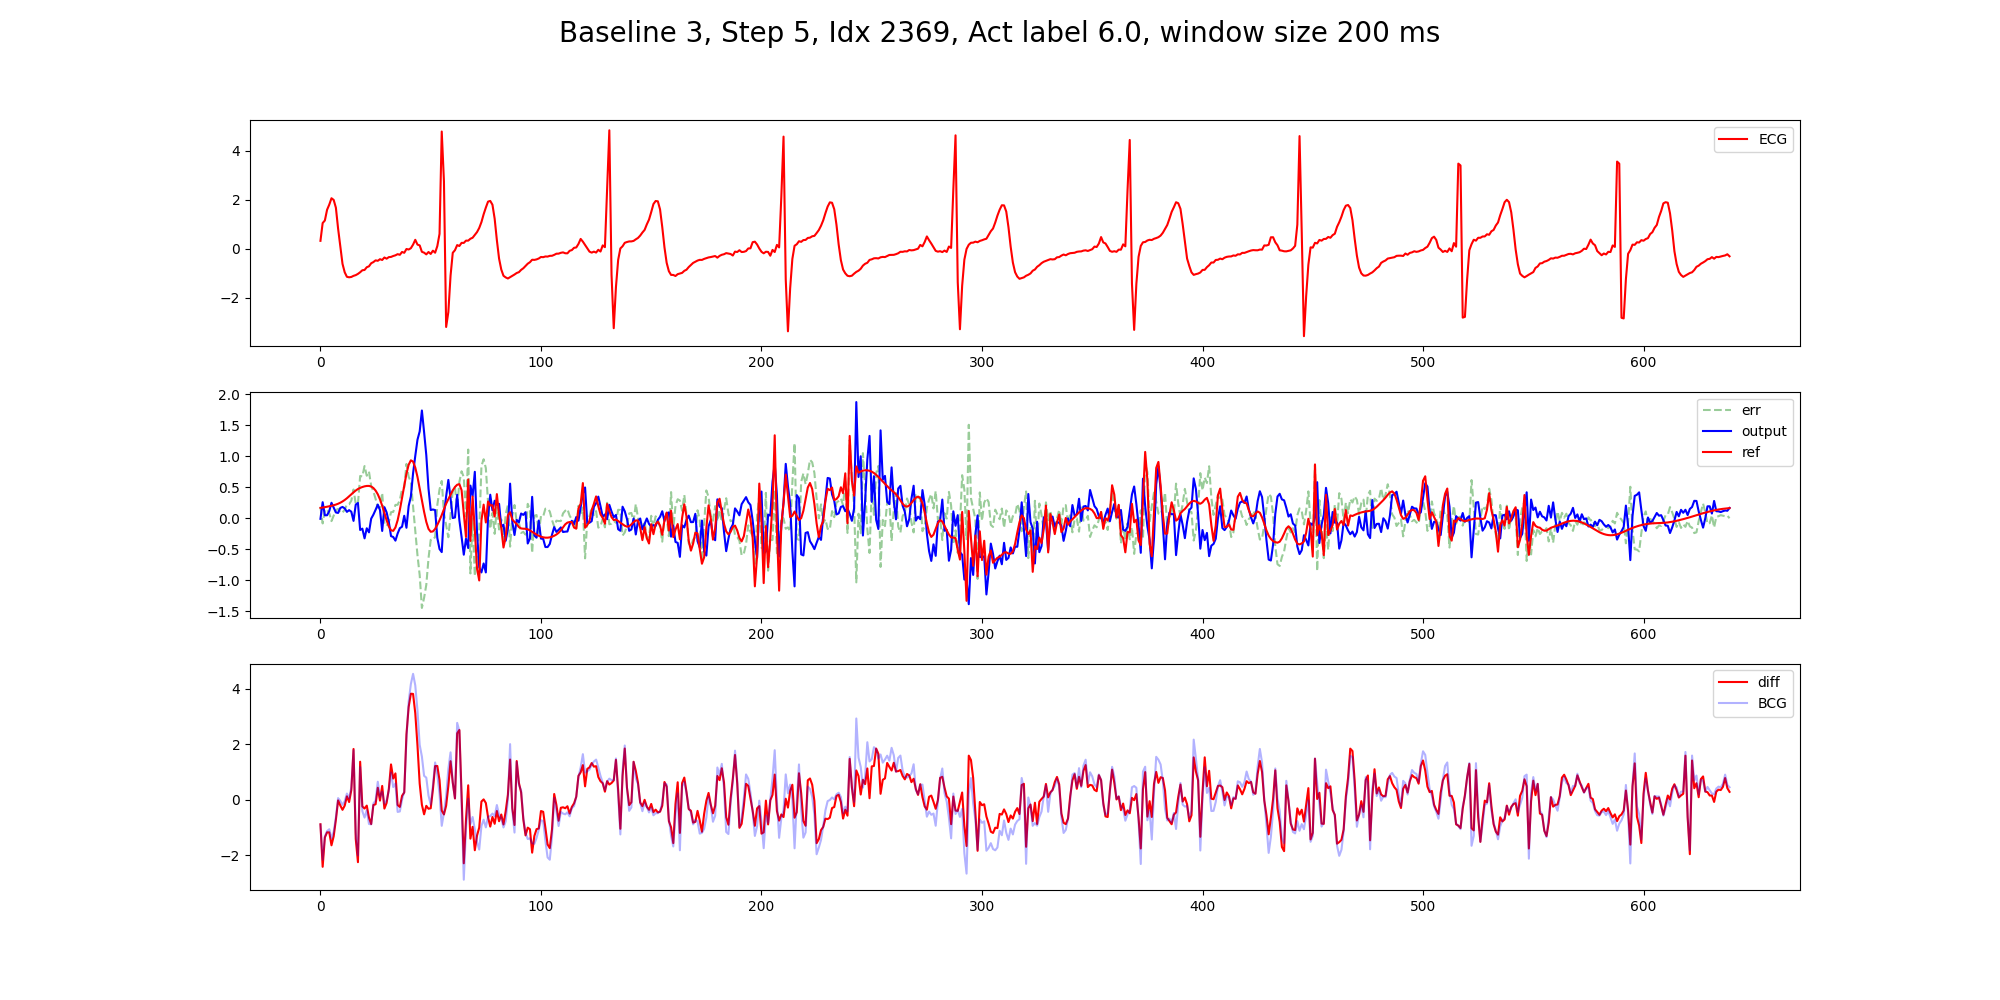 Baseline 3, Step 5, Idx 2369, Act label 6.0, window size 200 ms
ECG
4
2
0
−2
0 100 200 300 400 500 600
err
output
ref
2.0
1.5
1.0
0.5
0.0
−0.5
−1.0
−1.5
0 100 200 300 400 500 600
diff
BCG
4
2
0
−2
0 100 200 300 400 500 600